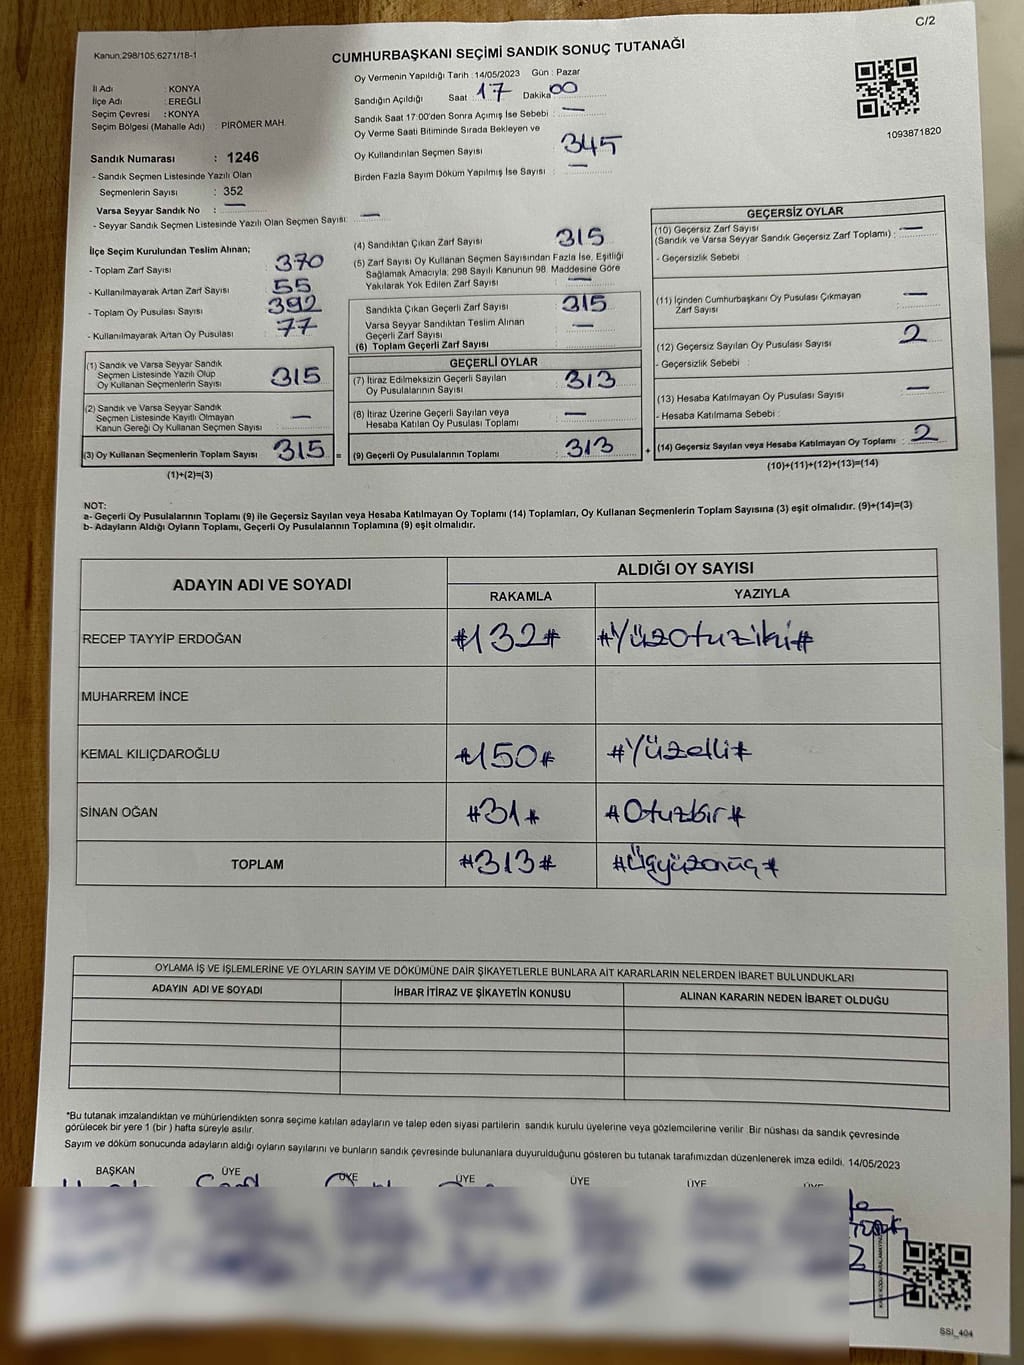 C/2
Kanun:298/105,6271/18-1
CUMHURBAŞKANI SEÇİMİ SANDIK SONUÇ TUTANAĞI
İl Adı : KONYA
İlçe Adı : EREĞLİ
Seçim Çevresi : KONYA
Seçim Bölgesi (Mahalle Adı) : PİRÖMER MAH.
Sandık Numarası : 1246
- Sandık Seçmen Listesinde Yazılı Olan
Seçmenlerin Sayısı : 352
Varsa Seyyar Sandık No : —
- Seyyar Sandık Seçmen Listesinde Yazılı Olan Seçmen Sayısı: —
Oy Vermenin Yapıldığı Tarih : 14/05/2023 Gün : Pazar
Sandığın Açıldığı Saat : 17 Dakika 00
Sandık Saat 17:00'den Sonra Açımış İse Sebebi : —
Oy Verme Saati Bitiminde Sırada Bekleyen ve
Oy Kullandırılan Seçmen Sayısı 345
Birden Fazla Sayım Döküm Yapılmış İse Sayısı : —
1093871820
İlçe Seçim Kurulundan Teslim Alınan;
- Toplam Zarf Sayısı : 370
- Kullanılmayarak Artan Zarf Sayısı : 55
- Toplam Oy Pusulası Sayısı : 392
- Kullanılmayarak Artan Oy Pusulası : 77
(1) Sandık ve Varsa Seyyar Sandık
Seçmen Listesinde Yazılı Olup
Oy Kullanan Seçmenlerin Sayısı : 315
(2) Sandık ve Varsa Seyyar Sandık
Seçmen Listesinde Kayıtlı Olmayan
Kanun Gereği Oy Kullanan Seçmen Sayısı : —
(3) Oy Kullanan Seçmenlerin Toplam Sayısı : 315 =
(1)+(2)=(3)
(4) Sandıktan Çıkan Zarf Sayısı : 315
(5) Zarf Sayısı Oy Kullanan Seçmen Sayısından Fazla İse, Eşitliği
Sağlamak Amacıyla, 298 Sayılı Kanunun 98. Maddesine Göre
Yakılarak Yok Edilen Zarf Sayısı : —
Sandıkta Çıkan Geçerli Zarf Sayısı : 315
Varsa Seyyar Sandıktan Teslim Alınan
Geçerli Zarf Sayısı : —
(6) Toplam Geçerli Zarf Sayısı :
GEÇERLİ OYLAR
(7) İtiraz Edilmeksizin Geçerli Sayılan
Oy Pusulalarının Sayısı : 313
(8) İtiraz Üzerine Geçerli Sayılan veya
Hesaba Katılan Oy Pusulası Toplamı : —
(9) Geçerli Oy Pusulalarının Toplamı : 313 +
GEÇERSİZ OYLAR
(10) Geçersiz Zarf Sayısı
(Sandık ve Varsa Seyyar Sandık Geçersiz Zarf Toplamı) : —
- Geçersizlik Sebebi :
(11) İçinden Cumhurbaşkanı Oy Pusulası Çıkmayan
Zarf Sayısı : —
(12) Geçersiz Sayılan Oy Pusulası Sayısı : 2
- Geçersizlik Sebebi :
(13) Hesaba Katılmayan Oy Pusulası Sayısı : —
- Hesaba Katılmama Sebebi :
(14) Geçersiz Sayılan veya Hesaba Katılmayan Oy Toplamı : 2
(10)+(11)+(12)+(13)=(14)
NOT:
a- Geçerli Oy Pusulalarının Toplamı (9) ile Geçersiz Sayılan veya Hesaba Katılmayan Oy Toplamı (14) Toplamları, Oy Kullanan Seçmenlerin Toplam Sayısına (3) eşit olmalıdır. (9)+(14)=(3)
b- Adayların Aldığı Oyların Toplamı, Geçerli Oy Pusulalarının Toplamına (9) eşit olmalıdır.
ADAYIN ADI VE SOYADI ALDIĞI OY SAYISI
RAKAMLA YAZIYLA
RECEP TAYYİP ERDOĞAN #132# #Yüzotuziki#
MUHARREM İNCE
KEMAL KILIÇDAROĞLU #150# #Yüzelli#
SİNAN OĞAN #31# #Otuzbir#
TOPLAM #313# #Üçyüzonüç#
OYLAMA İŞ VE İŞLEMLERİNE VE OYLARIN SAYIM VE DÖKÜMÜNE DAİR ŞİKAYETLERLE BUNLARA AİT KARARLARIN NELERDEN İBARET BULUNDUKLARI
ADAYIN ADI VE SOYADI İHBAR İTİRAZ VE ŞİKAYETİN KONUSU ALINAN KARARIN NEDEN İBARET OLDUĞU
*Bu tutanak imzalandıktan ve mühürlendikten sonra seçime katılan adayların ve talep eden siyasi partilerin sandık kurulu üyelerine veya gözlemcilerine verilir. Bir nüshası da sandık çevresinde
görülecek bir yere 1 (bir ) hafta süreyle asılır.
Sayım ve döküm sonucunda adayların aldığı oyların sayılarını ve bunların sandık çevresinde bulunanlara duyurulduğunu gösteren bu tutanak tarafımızdan düzenlenerek imza edildi. 14/05/2023
BAŞKAN ÜYE ÜYE ÜYE ÜYE ÜYE
SSI_404